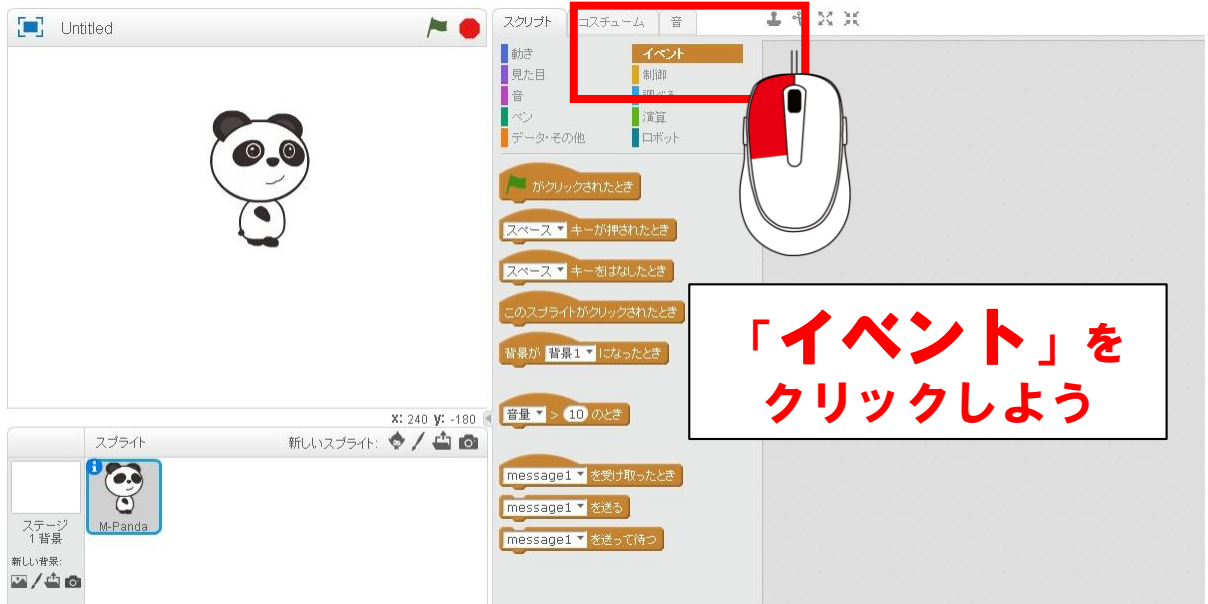 Untitled
スクリプト
コスチューム
音
動き
イベント
見た目
制御
音
調べる
ペン
演算
データ・その他
ロボット
がクリックされたとき
スペース キーが押されたとき
スペース キーをはなしたとき
このスプライトがクリックされたとき
背景が 背景1 になったとき
音量 > 10 のとき
message1 を受け取ったとき
message1 を送る
message1 を送って待つ
「イベント」を
クリックしよう
x: 240 y: -180
スプライト
新しいスプライト:
M-Panda
ステージ
1 背景
新しい背景: